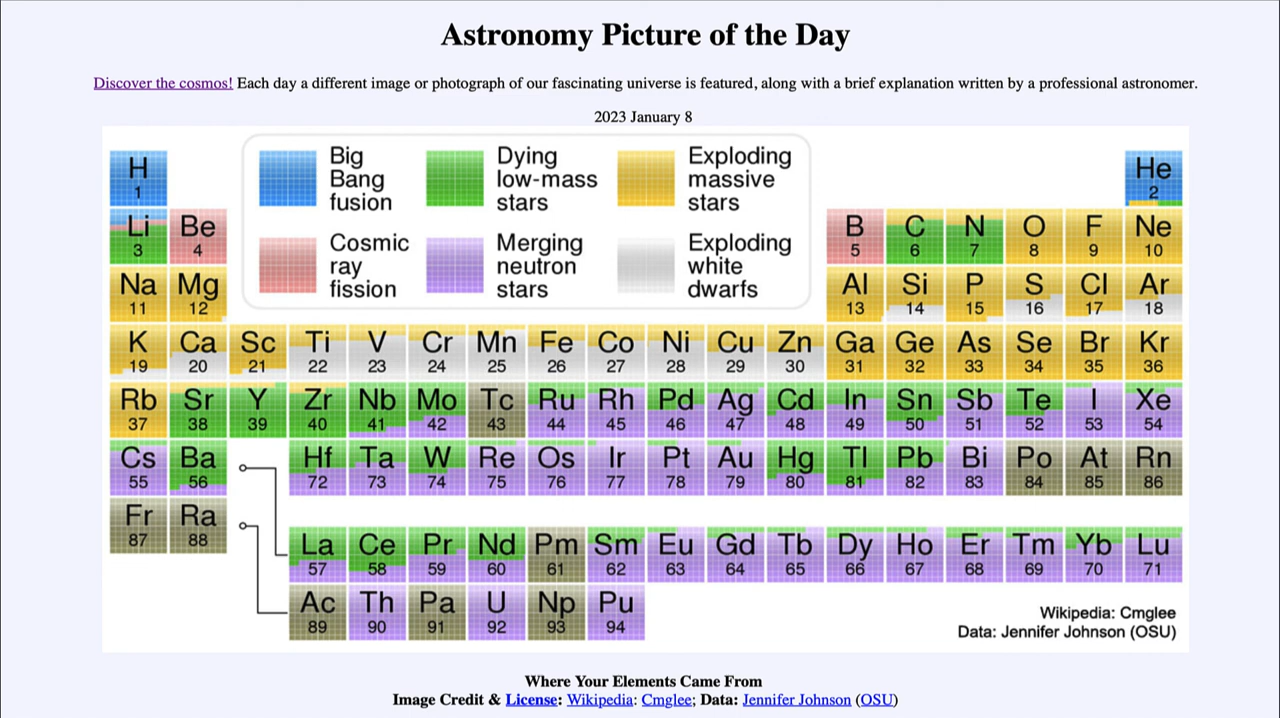 Astronomy Picture of the Day
Discover the cosmos! Each day a different image or photograph of our fascinating universe is featured, along with a brief explanation written by a professional astronomer.
2023 January 8
Big Bang fusion
Dying low-mass stars
Exploding massive stars
Cosmic ray fission
Merging neutron stars
Exploding white dwarfs
H He
1 2
Li Be B C N O F Ne
3 4 5 6 7 8 9 10
Na Mg Al Si P S Cl Ar
11 12 13 14 15 16 17 18
K Ca Sc Ti V Cr Mn Fe Co Ni Cu Zn Ga Ge As Se Br Kr
19 20 21 22 23 24 25 26 27 28 29 30 31 32 33 34 35 36
Rb Sr Y Zr Nb Mo Tc Ru Rh Pd Ag Cd In Sn Sb Te I Xe
37 38 39 40 41 42 43 44 45 46 47 48 49 50 51 52 53 54
Cs Ba Hf Ta W Re Os Ir Pt Au Hg Tl Pb Bi Po At Rn
55 56 72 73 74 75 76 77 78 79 80 81 82 83 84 85 86
Fr Ra
87 88
La Ce Pr Nd Pm Sm Eu Gd Tb Dy Ho Er Tm Yb Lu
57 58 59 60 61 62 63 64 65 66 67 68 69 70 71
Ac Th Pa U Np Pu
89 90 91 92 93 94
Wikipedia: Cmglee
Data: Jennifer Johnson (OSU)
Where Your Elements Came From
Image Credit & License: Wikipedia: Cmglee; Data: Jennifer Johnson (OSU)